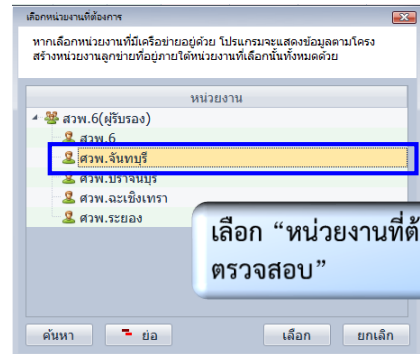 เลือกหน่วยงานที่ต้องการ
หากเลือกหน่วยงานที่มีเครือข่ายอยู่ด้วย โปรแกรมจะแสดงข้อมูลตามโครง
สร้างหน่วยงานลูกข่ายที่อยู่ภายใต้หน่วยงานที่เลือกนั้นทั้งหมดด้วย
หน่วยงาน
สวพ.6(ผู้รับรอง)
สวพ.6
ศวพ.จันทบุรี
ศวพ.ปราจีนบุรี
ศวพ.ฉะเชิงเทรา
ศวพ.ระยอง
เลือก “หน่วยงานที่ต้
ตรวจสอบ”
ค้นหา ย่อ เลือก ยกเลิก